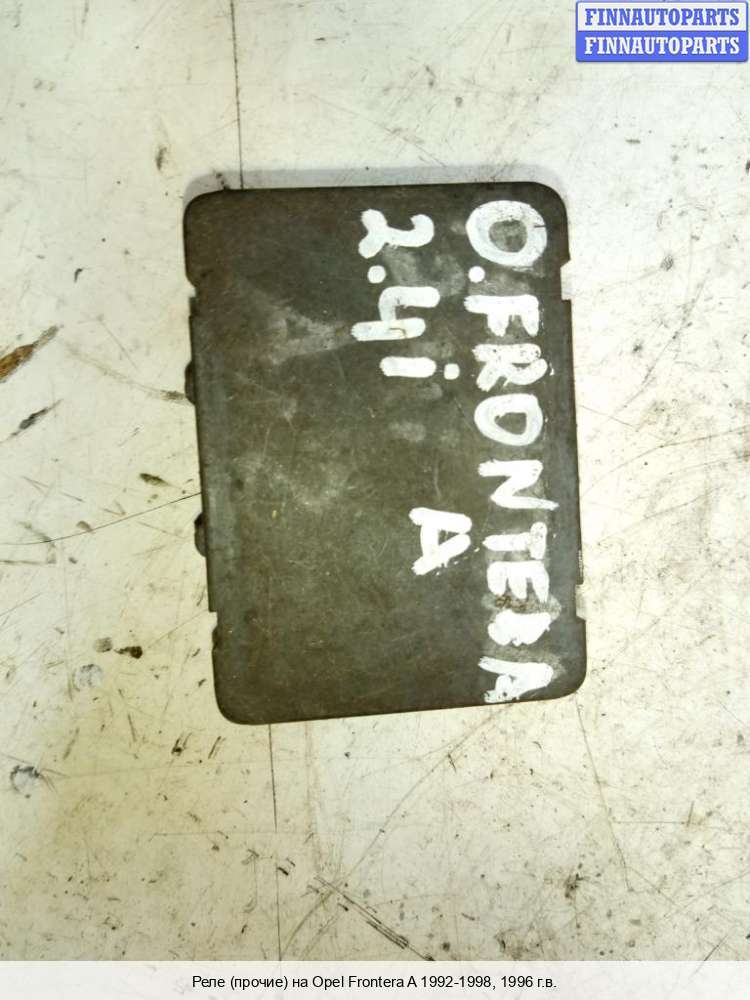 FINNAUTOPARTS
FINNAUTOPARTS
O.FRONTERA
2.4i A
Реле (прочие) на Opel Frontera A 1992-1998, 1996 г.в.